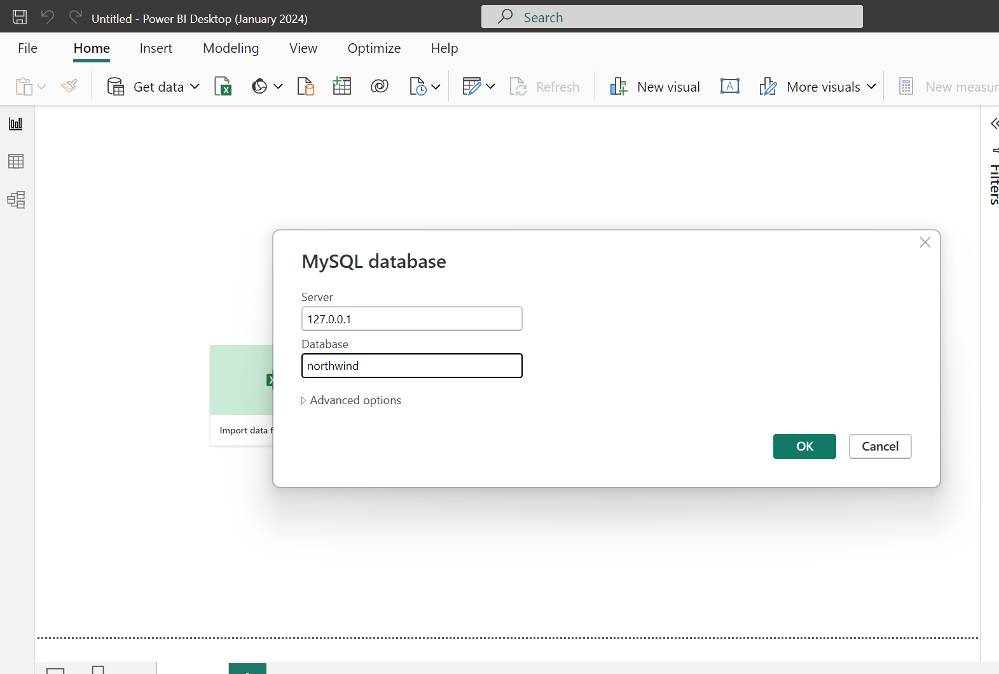 Untitled - Power BI Desktop (January 2024)
Search
File Home Insert Modeling View Optimize Help
Get data Refresh New visual A More visuals New measur
Filters
MySQL database
Server
127.0.0.1
Database
northwind
Advanced options
Import data f
OK Cancel